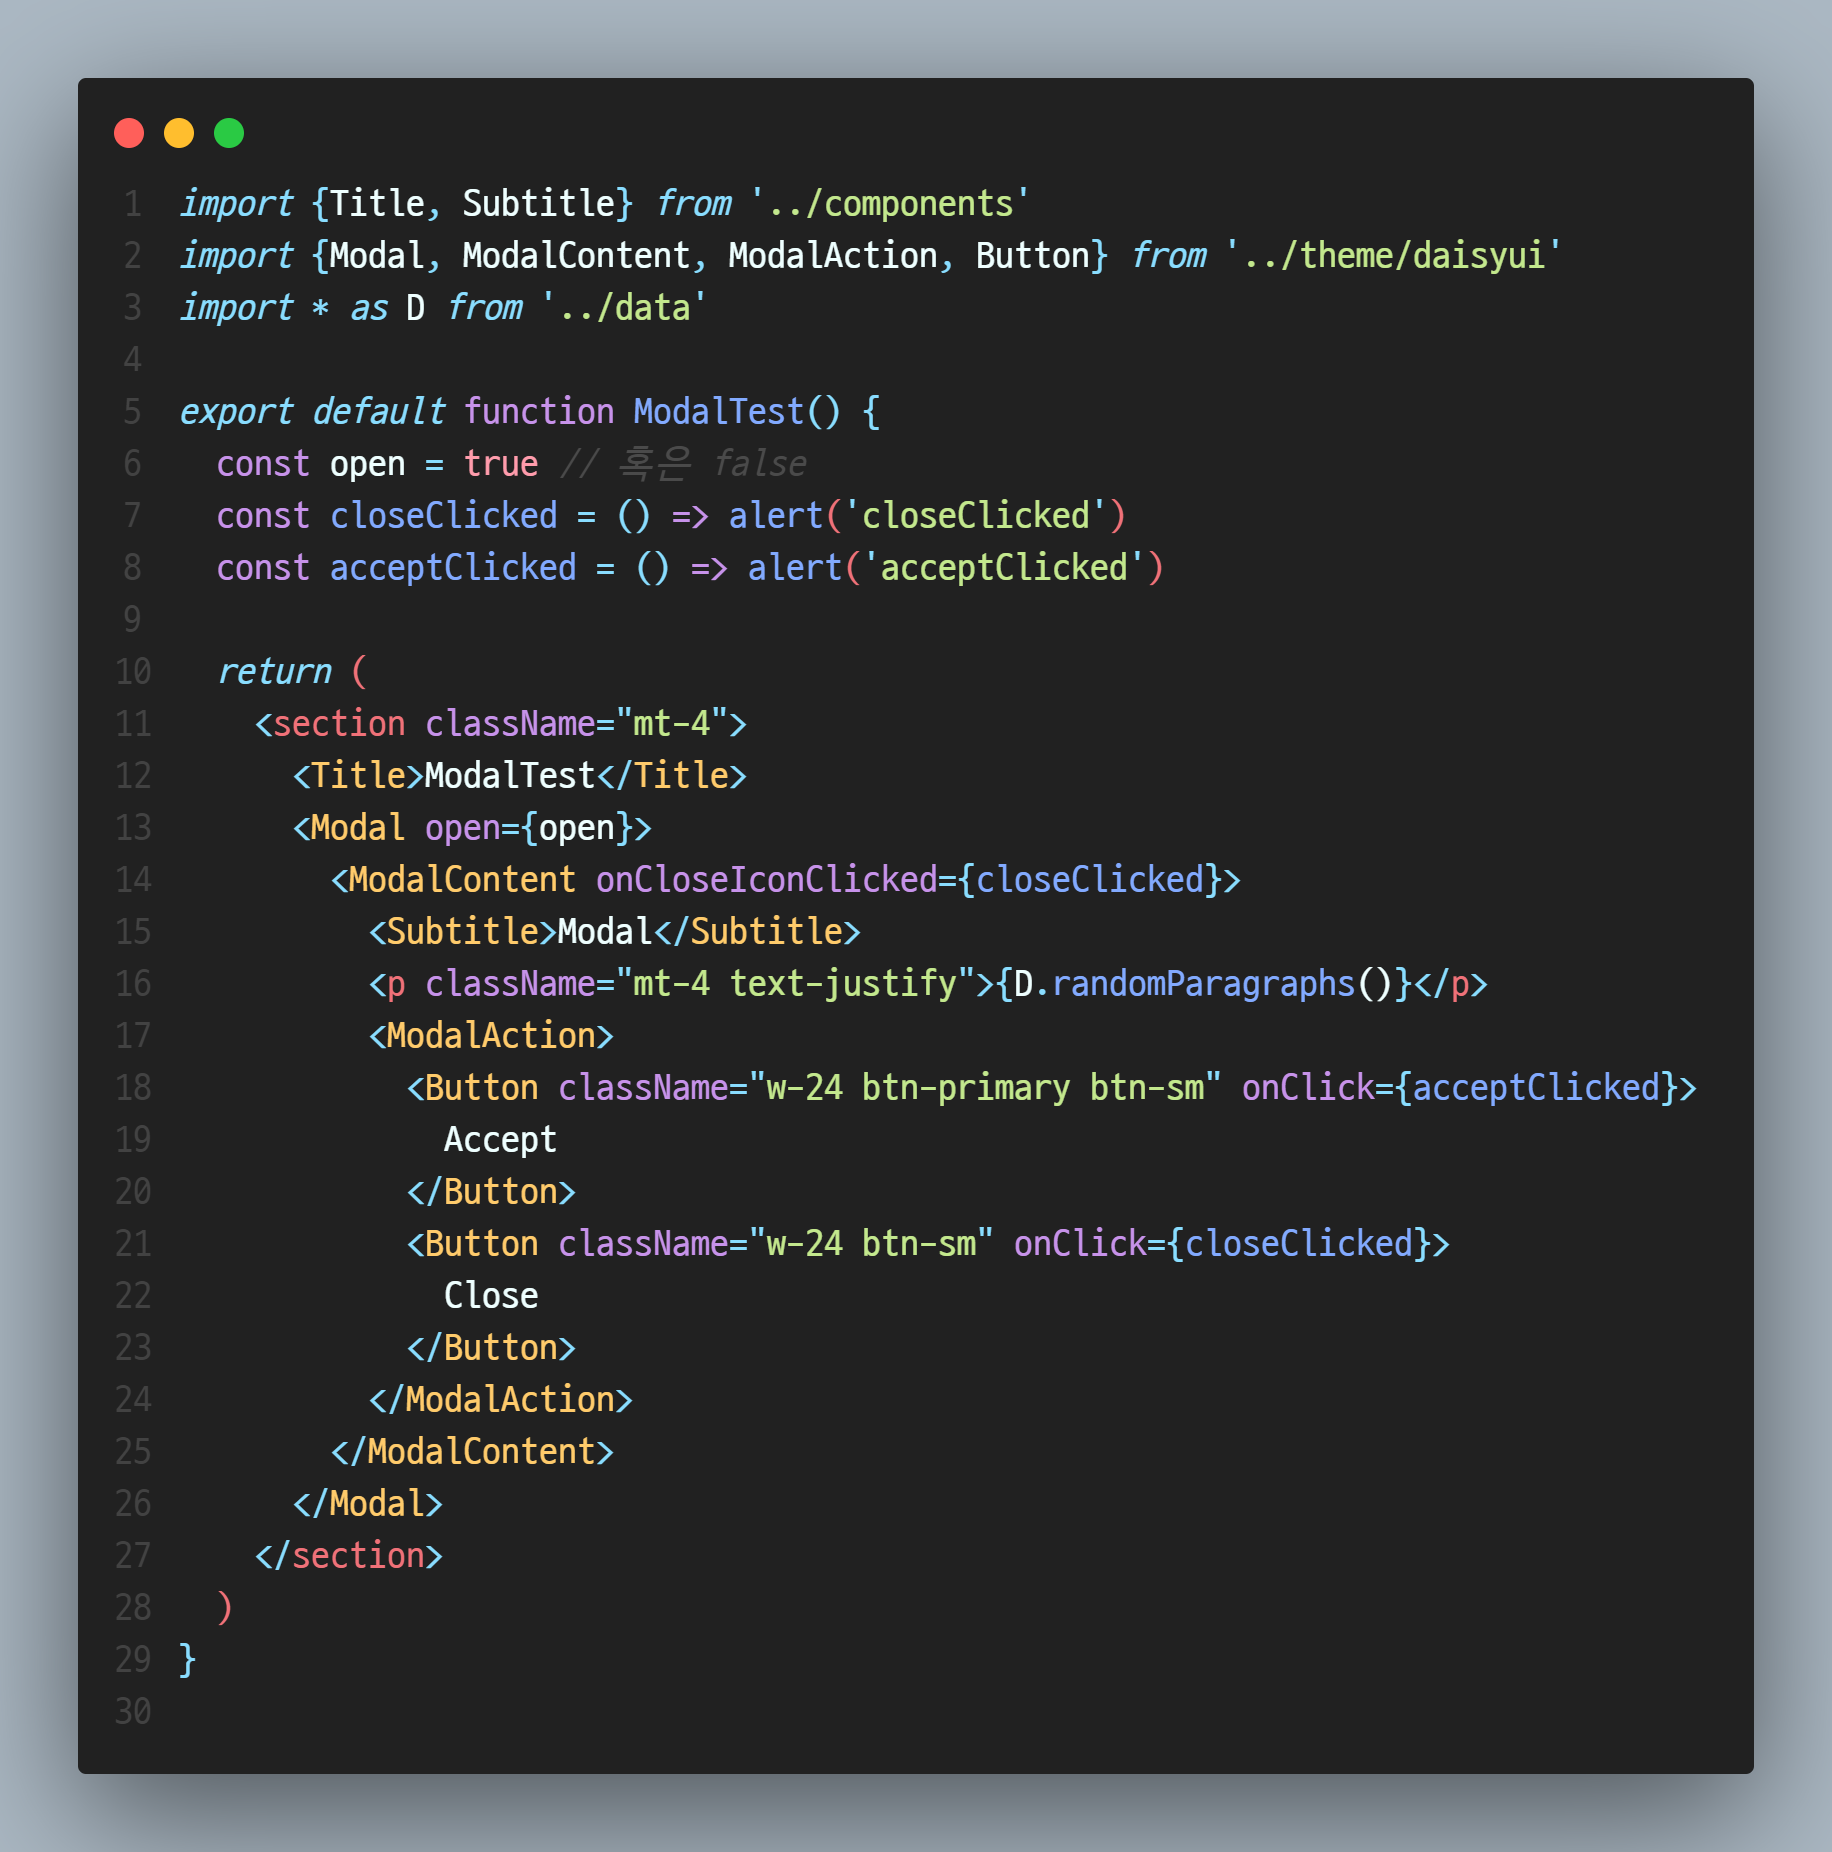 1 import {Title, Subtitle} from '../components'
2 import {Modal, ModalContent, ModalAction, Button} from '../theme/daisyui'
3 import * as D from '../data'
4
5 export default function ModalTest() {
6   const open = true // 혹은 false
7   const closeClicked = () => alert('closeClicked')
8   const acceptClicked = () => alert('acceptClicked')
9
10   return (
11     <section className="mt-4">
12       <Title>ModalTest</Title>
13       <Modal open={open}>
14         <ModalContent onCloseIconClicked={closeClicked}>
15           <Subtitle>Modal</Subtitle>
16           <p className="mt-4 text-justify">{D.randomParagraphs()}</p>
17           <ModalAction>
18             <Button className="w-24 btn-primary btn-sm" onClick={acceptClicked}>
19               Accept
20             </Button>
21             <Button className="w-24 btn-sm" onClick={closeClicked}>
22               Close
23             </Button>
24           </ModalAction>
25         </ModalContent>
26       </Modal>
27     </section>
28   )
29 }
30